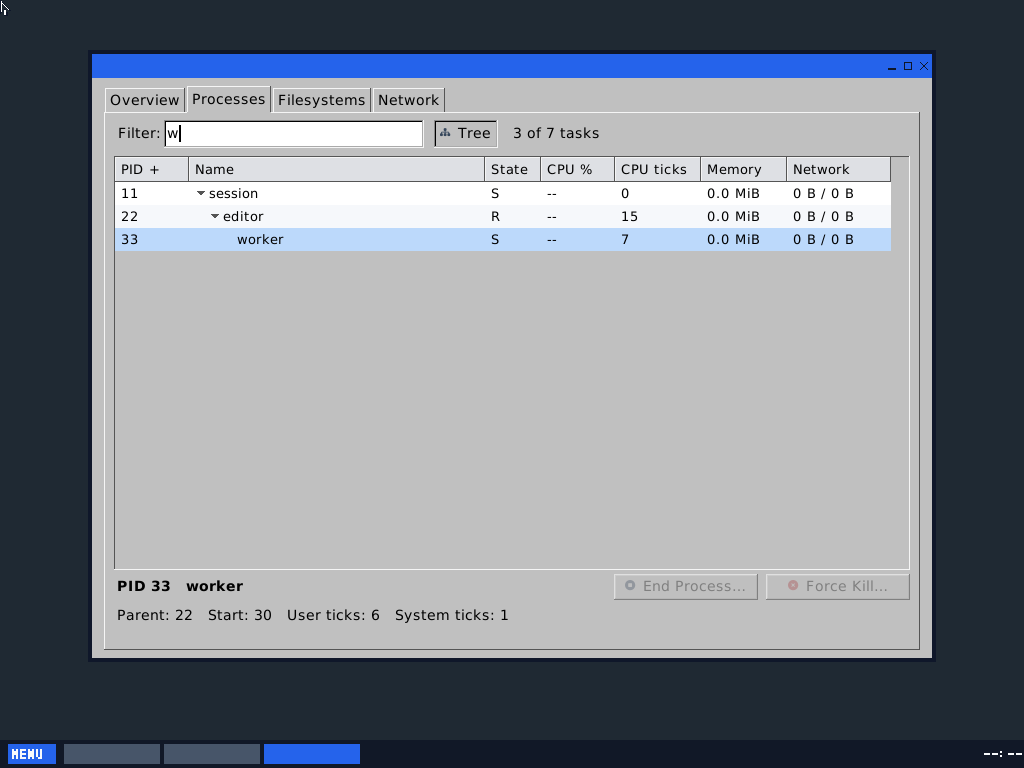 Overview Processes Filesystems Network
Filter: w Tree 3 of 7 tasks
PID + Name State CPU % CPU ticks Memory Network
11 session S -- 0 0.0 MiB 0 B / 0 B
22 editor R -- 15 0.0 MiB 0 B / 0 B
33 worker S -- 7 0.0 MiB 0 B / 0 B
PID 33 worker End Process... Force Kill...
Parent: 22 Start: 30 User ticks: 6 System ticks: 1
MENU --:--